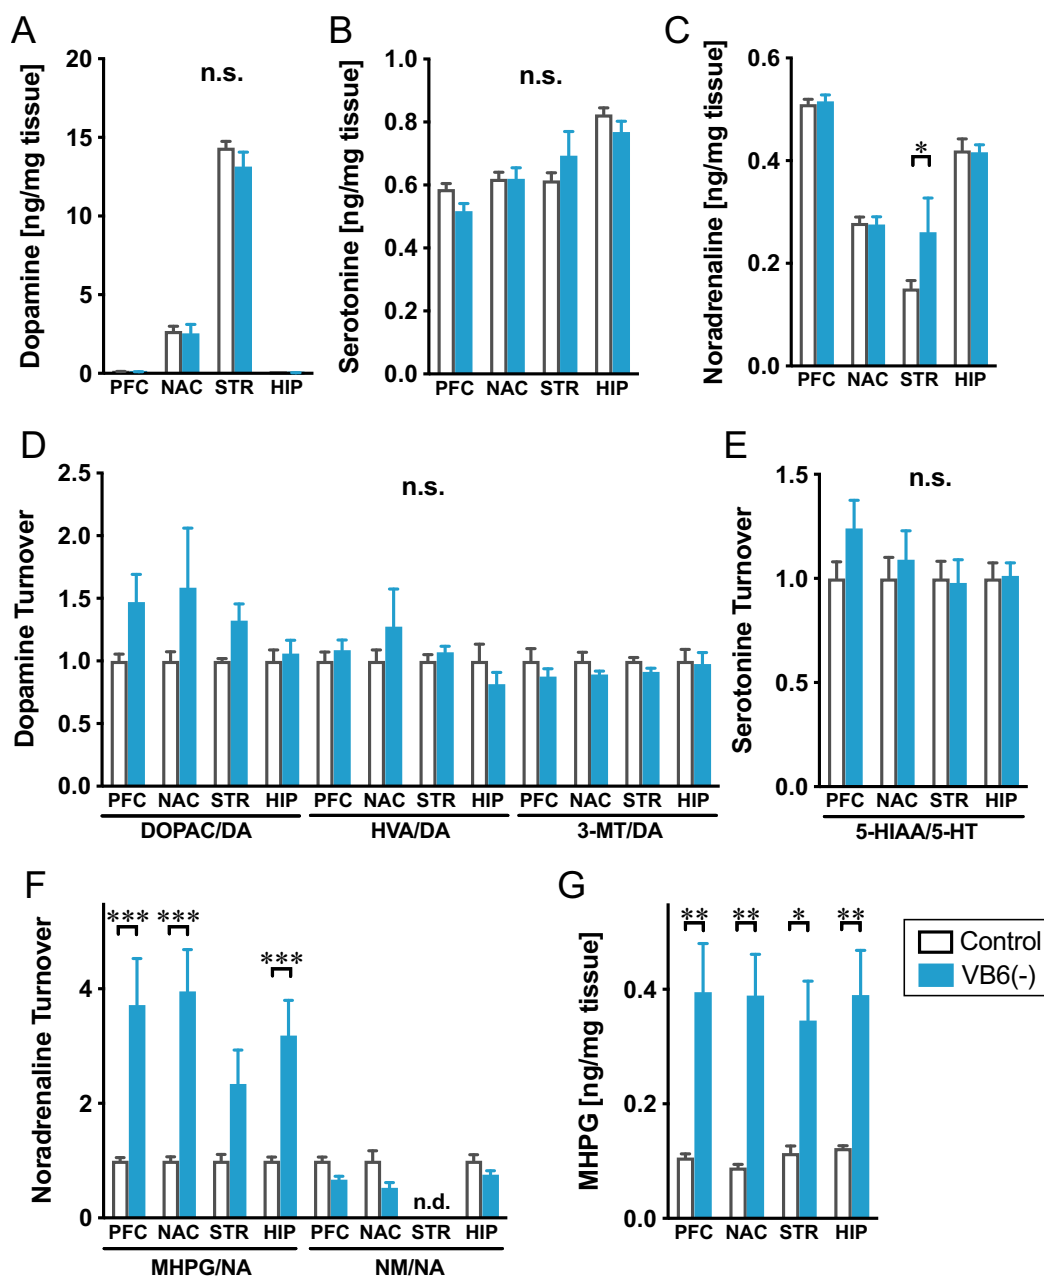 A
Dopamine [ng/mg tissue]
20
15
10
5
0
n.s.
PFC NAC STR HIP
B
Serotonine [ng/mg tissue]
1.0
0.8
0.6
0.4
0.2
0.0
n.s.
PFC NAC STR HIP
C
Noradrenaline [ng/mg tissue]
0.6
0.4
0.2
0.0
*
PFC NAC STR HIP
D
Dopamine Turnover
2.5
2.0
1.5
1.0
0.5
0.0
n.s.
PFC NAC STR HIP PFC NAC STR HIP PFC NAC STR HIP
DOPAC/DA HVA/DA 3-MT/DA
E
Serotonine Turnover
1.5
1.0
0.5
0.0
n.s.
PFC NAC STR HIP
5-HIAA/5-HT
F
Noradrenaline Turnover
4
2
0
*** *** ***
n.d.
PFC NAC STR HIP PFC NAC STR HIP
MHPG/NA NM/NA
G
MHPG [ng/mg tissue]
0.4
0.2
0.0
** ** * **
PFC NAC STR HIP
Control
VB6(-)